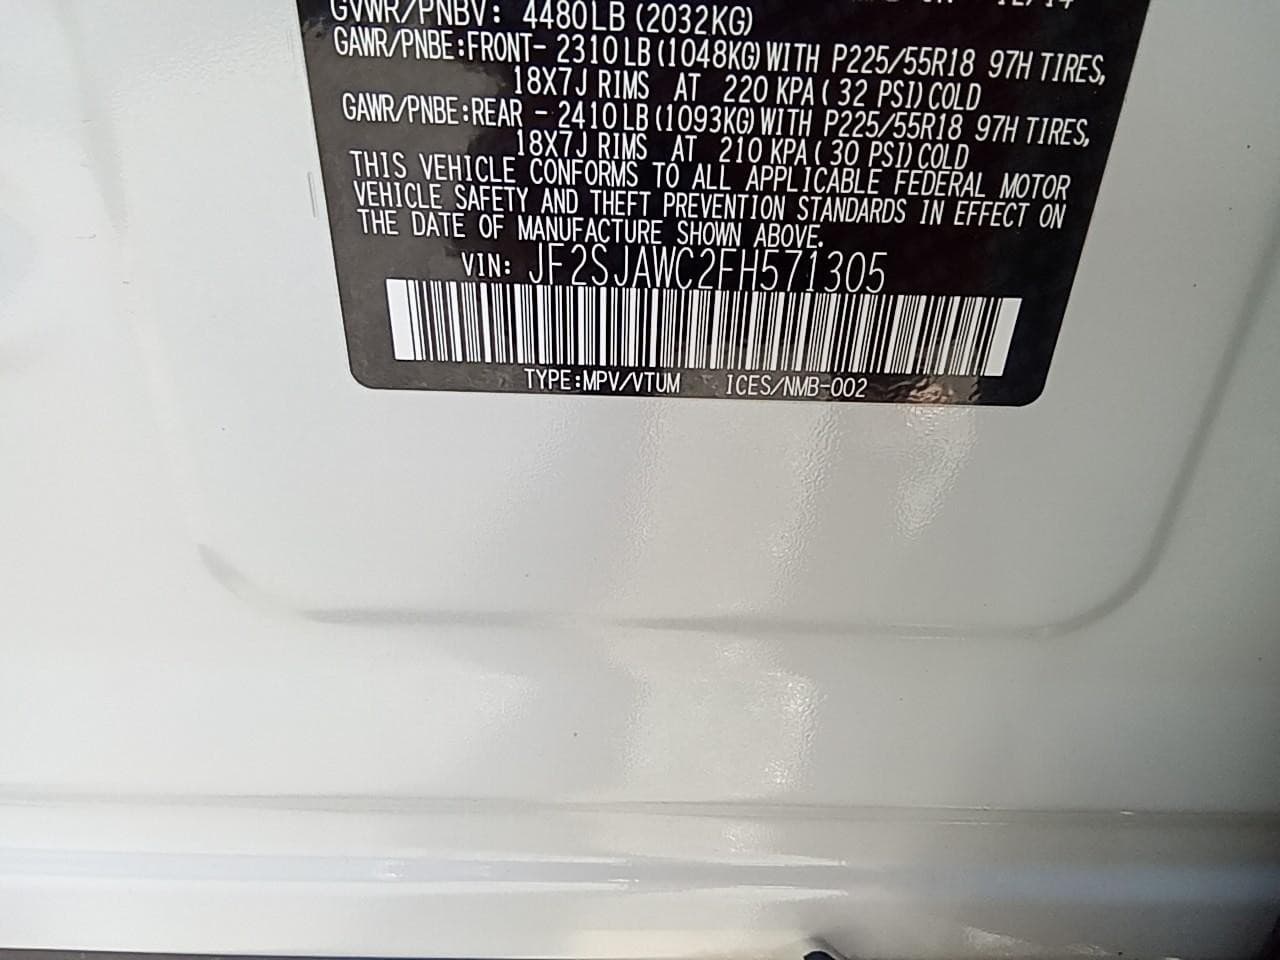 GVWR/PNBV: 4480LB (2032KG)
GAWR/PNBE:FRONT- 2310 LB (1048KG) WITH P225/55R18 97H TIRES,
18X7J RIMS AT 220 KPA ( 32 PSI) COLD
GAWR/PNBE:REAR - 2410 LB (1093KG) WITH P225/55R18 97H TIRES,
18X7J RIMS AT 210 KPA ( 30 PSI) COLD
THIS VEHICLE CONFORMS TO ALL APPLICABLE FEDERAL MOTOR
VEHICLE SAFETY AND THEFT PREVENTION STANDARDS IN EFFECT ON
THE DATE OF MANUFACTURE SHOWN ABOVE.
VIN: JF2SJAWC2FH571305
TYPE:MPV/VTUM ICES/NMB-002